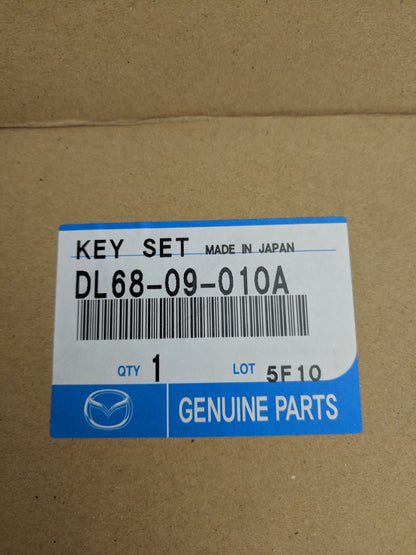 KEY SET MADE IN JAPAN
DL68-09-010A
QTY 1 LOT 5F10
GENUINE PARTS